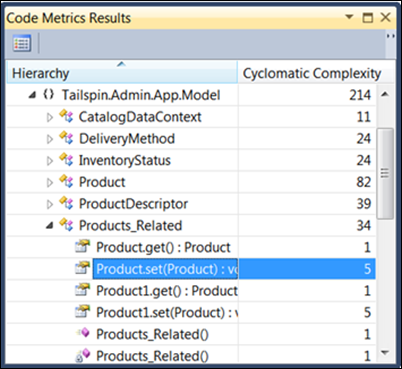 Code Metrics Results
Hierarchy Cyclomatic Complexity
{} Tailspin.Admin.App.Model 214
CatalogDataContext 11
DeliveryMethod 24
InventoryStatus 24
Product 82
ProductDescriptor 39
Products_Related 34
Product.get() : Product 1
Product.set(Product) : vo 5
Product1.get() : Product 1
Product1.set(Product) : v 5
Products_Related() 1
Products_Related() 1